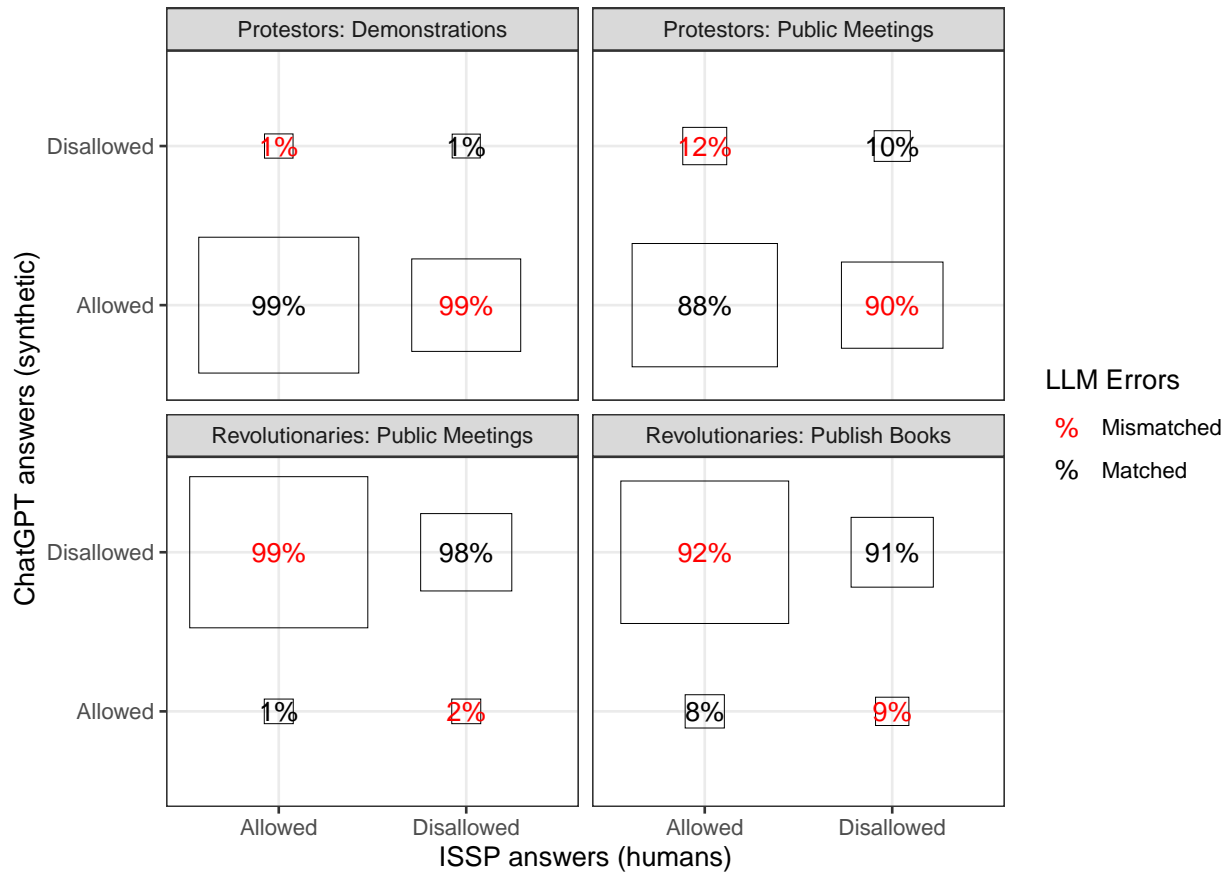 Protestors: Demonstrations
Protestors: Public Meetings
Disallowed
1%
1%
12%
10%
Allowed
99%
99%
88%
90%
Revolutionaries: Public Meetings
Revolutionaries: Publish Books
Disallowed
99%
98%
92%
91%
Allowed
1%
2%
8%
9%
Allowed
Disallowed
Allowed
Disallowed
ISSP answers (humans)
ChatGPT answers (synthetic)
LLM Errors
% Mismatched
% Matched